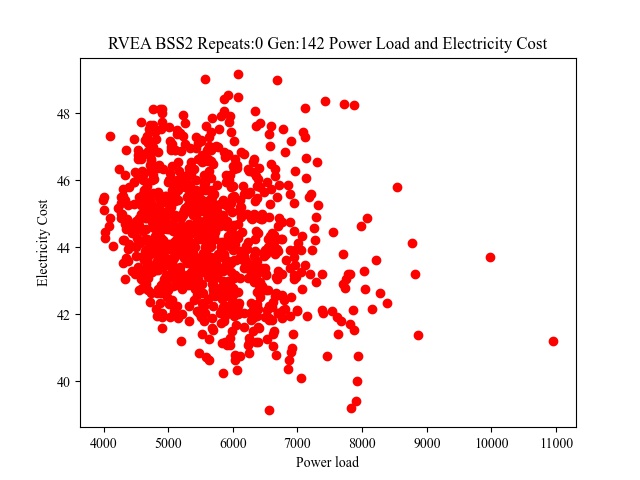 RVEA BSS2 Repeats:0 Gen:142 Power Load and Electricity Cost
Electricity Cost
48
46
44
42
40
4000 5000 6000 7000 8000 9000 10000 11000
Power load